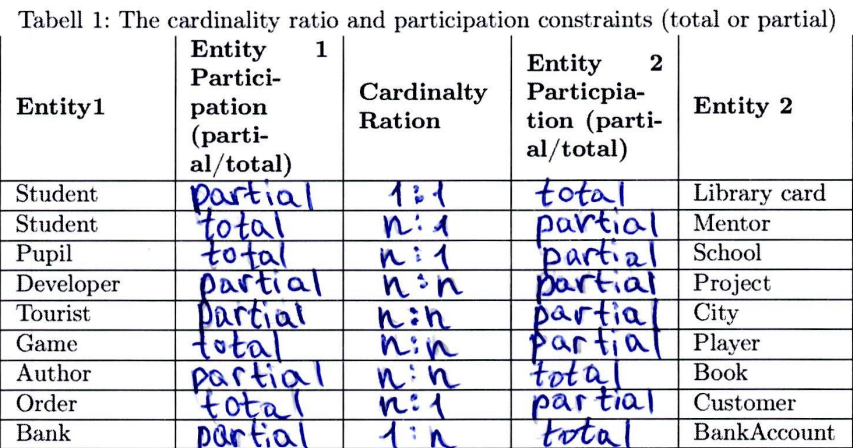 Tabell 1: The cardinality ratio and participation constraints (total or partial)
Entity1 | Entity 1 Partici-pation (parti-al/total) | Cardinalty Ration | Entity 2 Particpia-tion (parti-al/total) | Entity 2
Student | partial | 1:1 | total | Library card
Student | total | n:1 | partial | Mentor
Pupil | total | n:1 | partial | School
Developer | partial | n:n | partial | Project
Tourist | partial | n:n | partial | City
Game | total | n:n | partial | Player
Author | partial | n:n | total | Book
Order | total | n:1 | partial | Customer
Bank | partial | 1:n | total | BankAccount